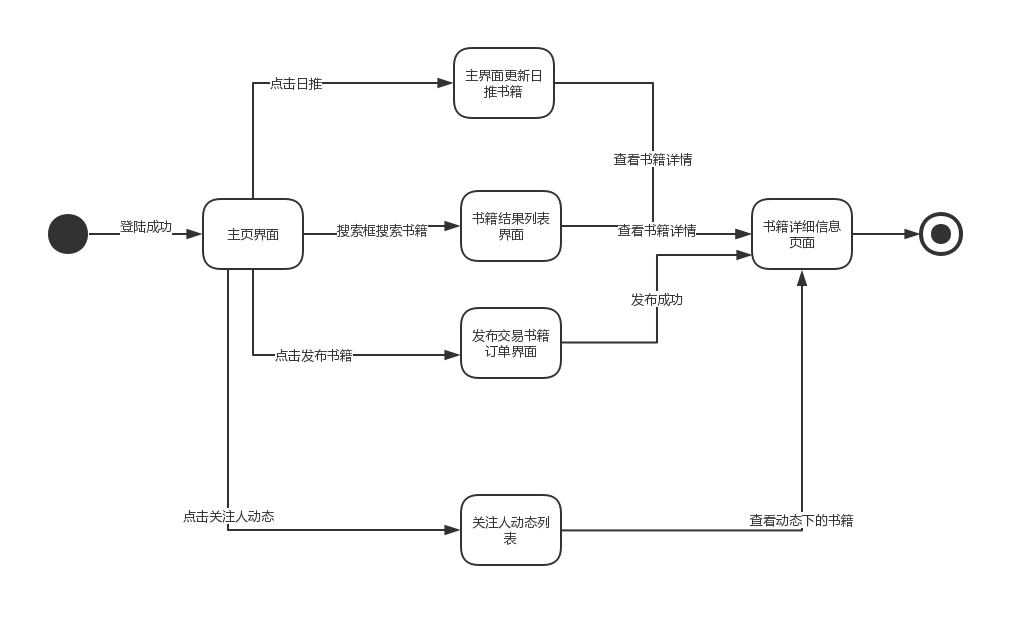 主界面更新日
推书籍
点击日推
查看书籍详情
登陆成功
主页界面
搜索框搜索书籍
书籍结果列表
界面
查看书籍详情
书籍详细信息
页面
发布成功
点击发布书籍
发布交易书籍
订单界面
点击关注人动态
关注人动态列
表
查看动态下的书籍